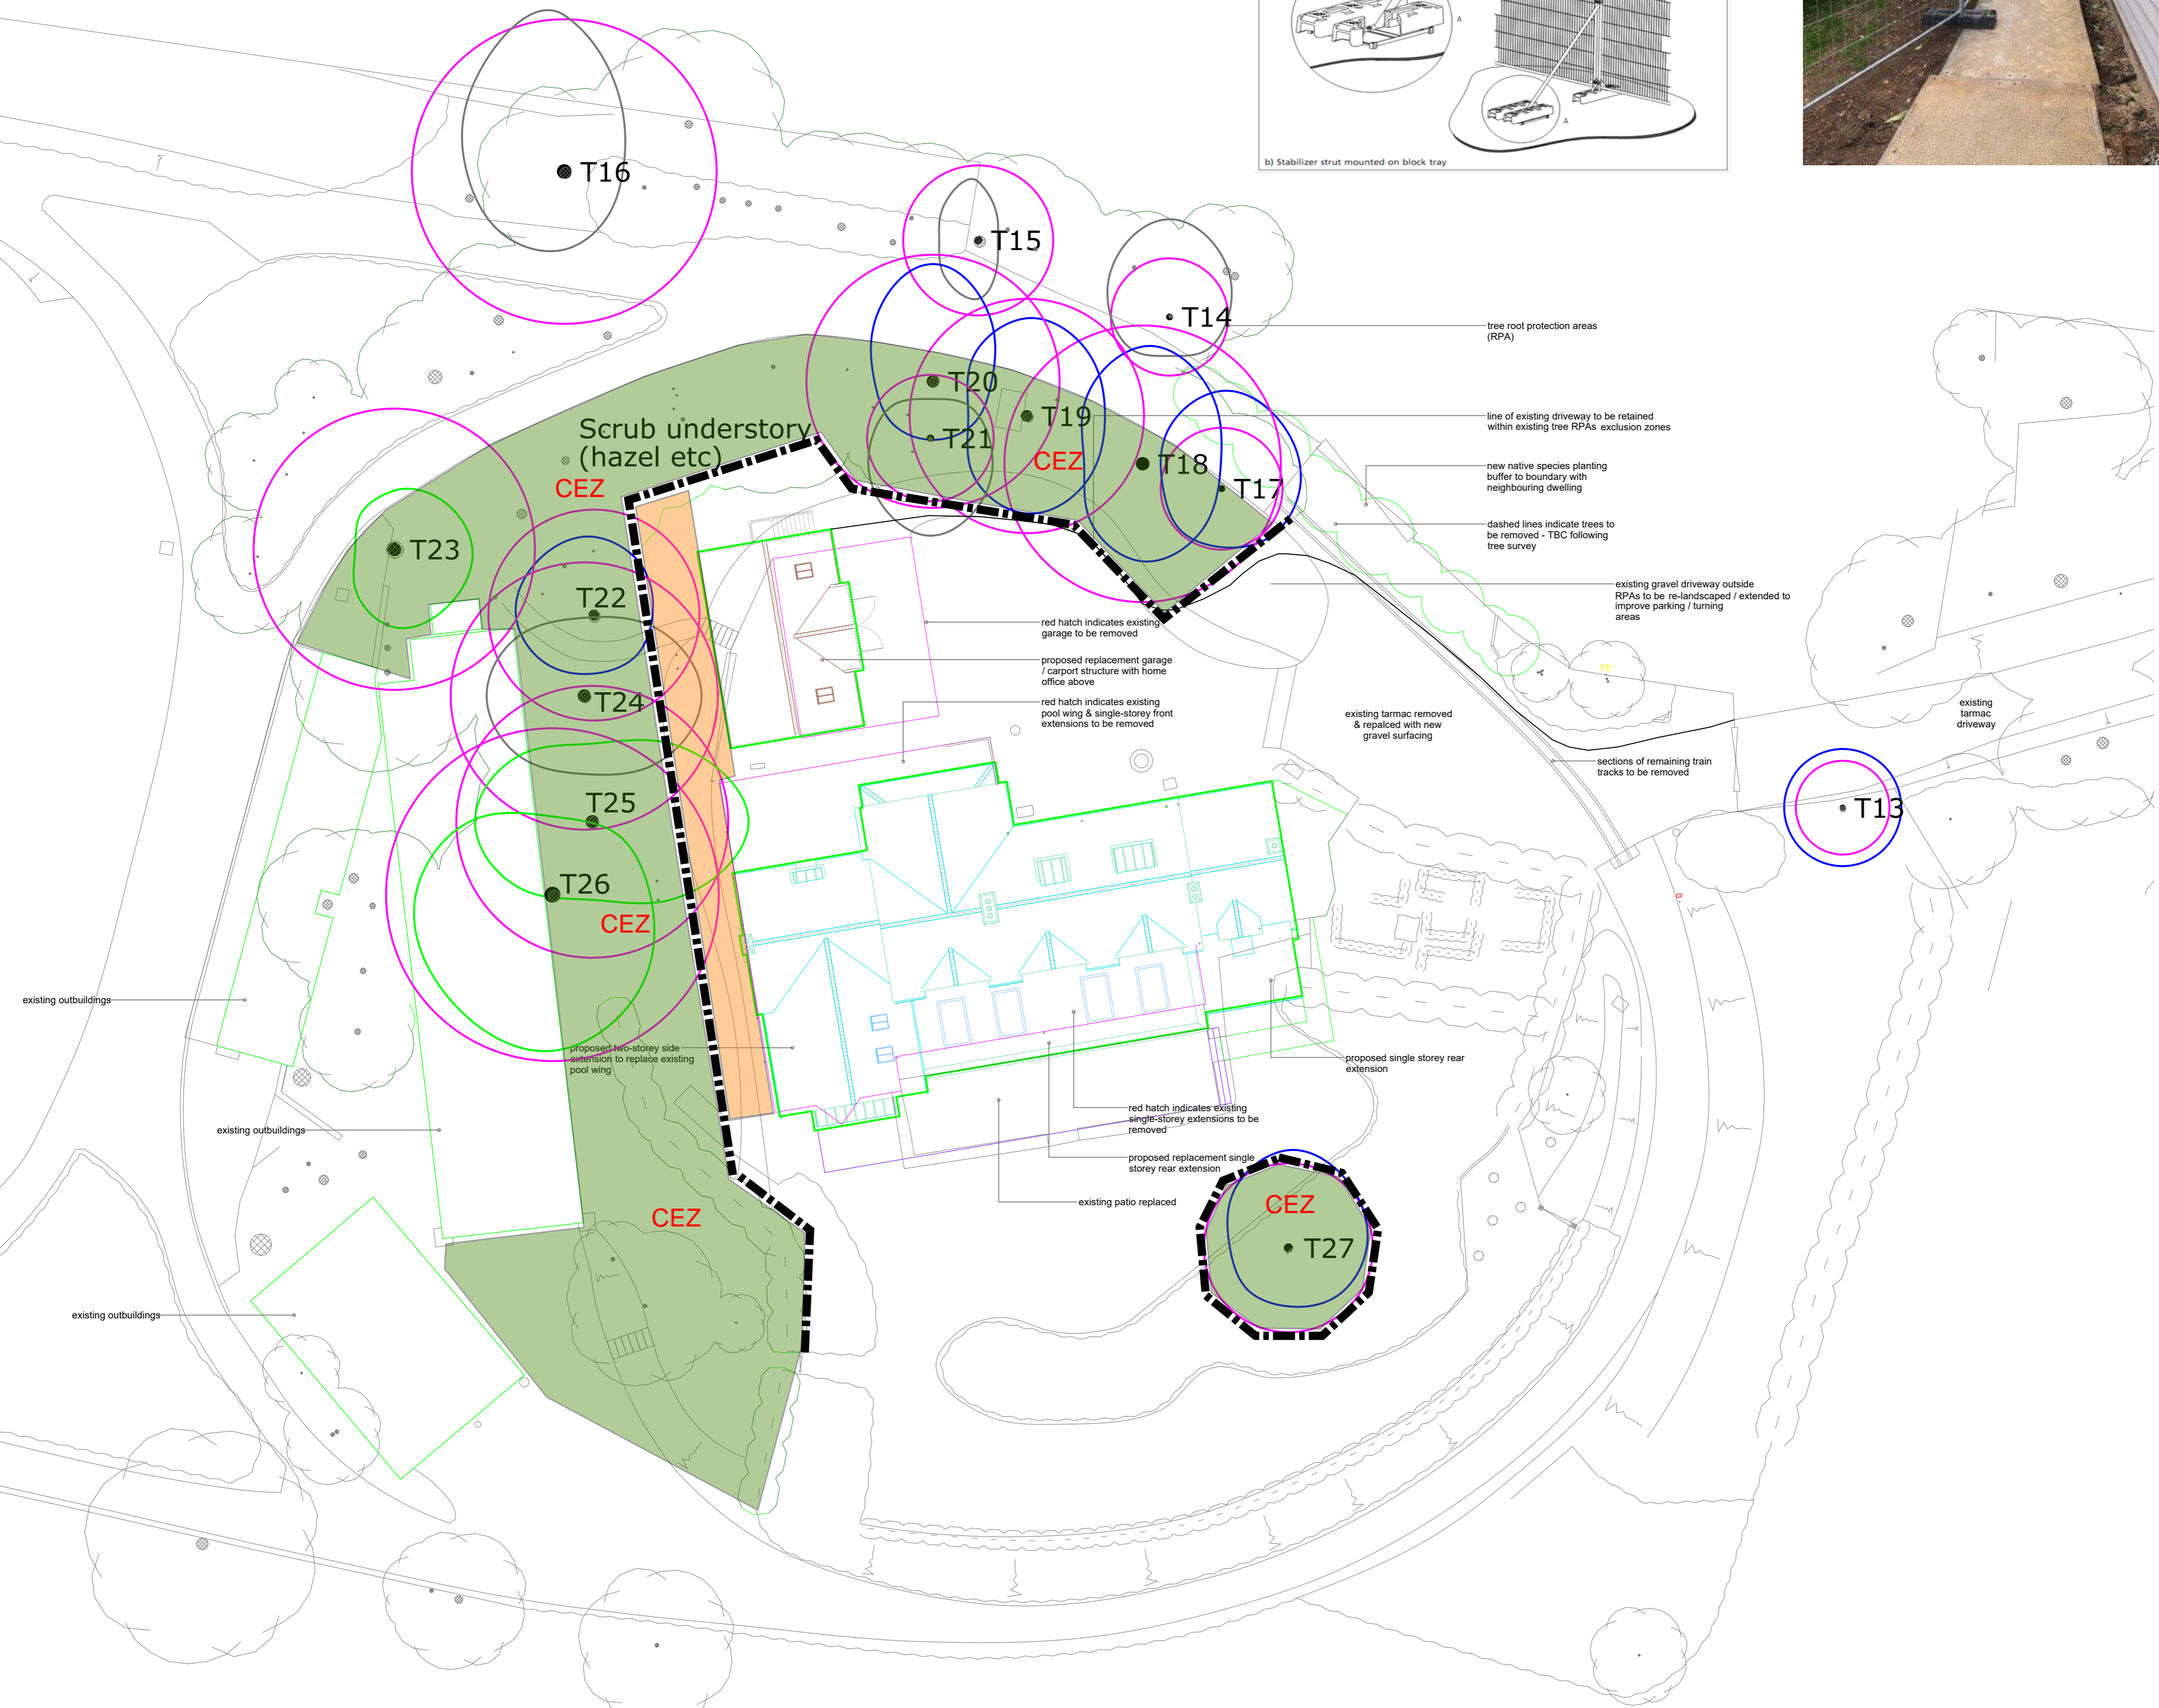 A
A
b) Stabilizer strut mounted on block tray
T16
T15
T14
tree root protection areas
(RPA)
T20
T19
T21
CEZ
T18
T17
line of existing driveway to be retained
within existing tree RPAs exclusion zones
new native species planting
buffer to boundary with
neighbouring dwelling
dashed lines indicate trees to
be removed - TBC following
tree survey
existing gravel driveway outside
RPAs to be re-landscaped / extended to
improve parking / turning
areas
Scrub understory
(hazel etc)
CEZ
T23
T22
T24
T25
T26
CEZ
red hatch indicates existing
garage to be removed
proposed replacement garage
/ carport structure with home
office above
red hatch indicates existing
pool wing & single-storey front
extensions to be removed
existing tarmac removed
& repalced with new
gravel surfacing
sections of remaining train
tracks to be removed
existing
tarmac
driveway
T13
cr
existing outbuildings
proposed two-storey side
extension to replace existing
pool wing
proposed single storey rear
extension
existing outbuildings
red hatch indicates existing
single-storey extensions to be
removed
proposed replacement single
storey rear extension
existing patio replaced
CEZ
CEZ
T27
existing outbuildings